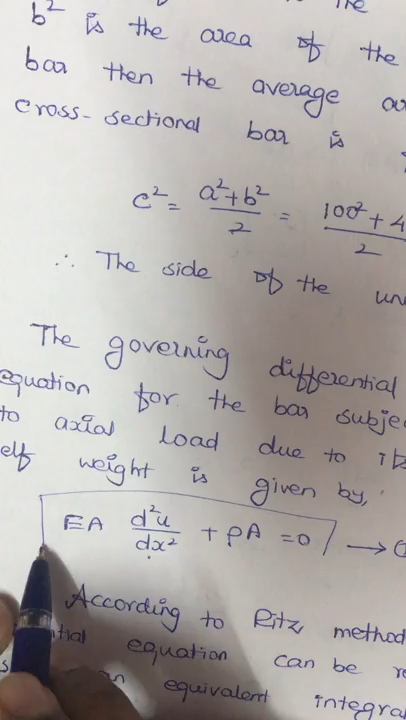 b² is the area of the
bar then the average
cross-sectional bar is
c² = a²+b²/2 = 100²+4/2
∴ The side of the
The governing differential
equation for the bar
to axial load due to
weight is given by,
EA d²u/dx² + ρA = 0 →
According to Ritz method
equation can be
equivalent